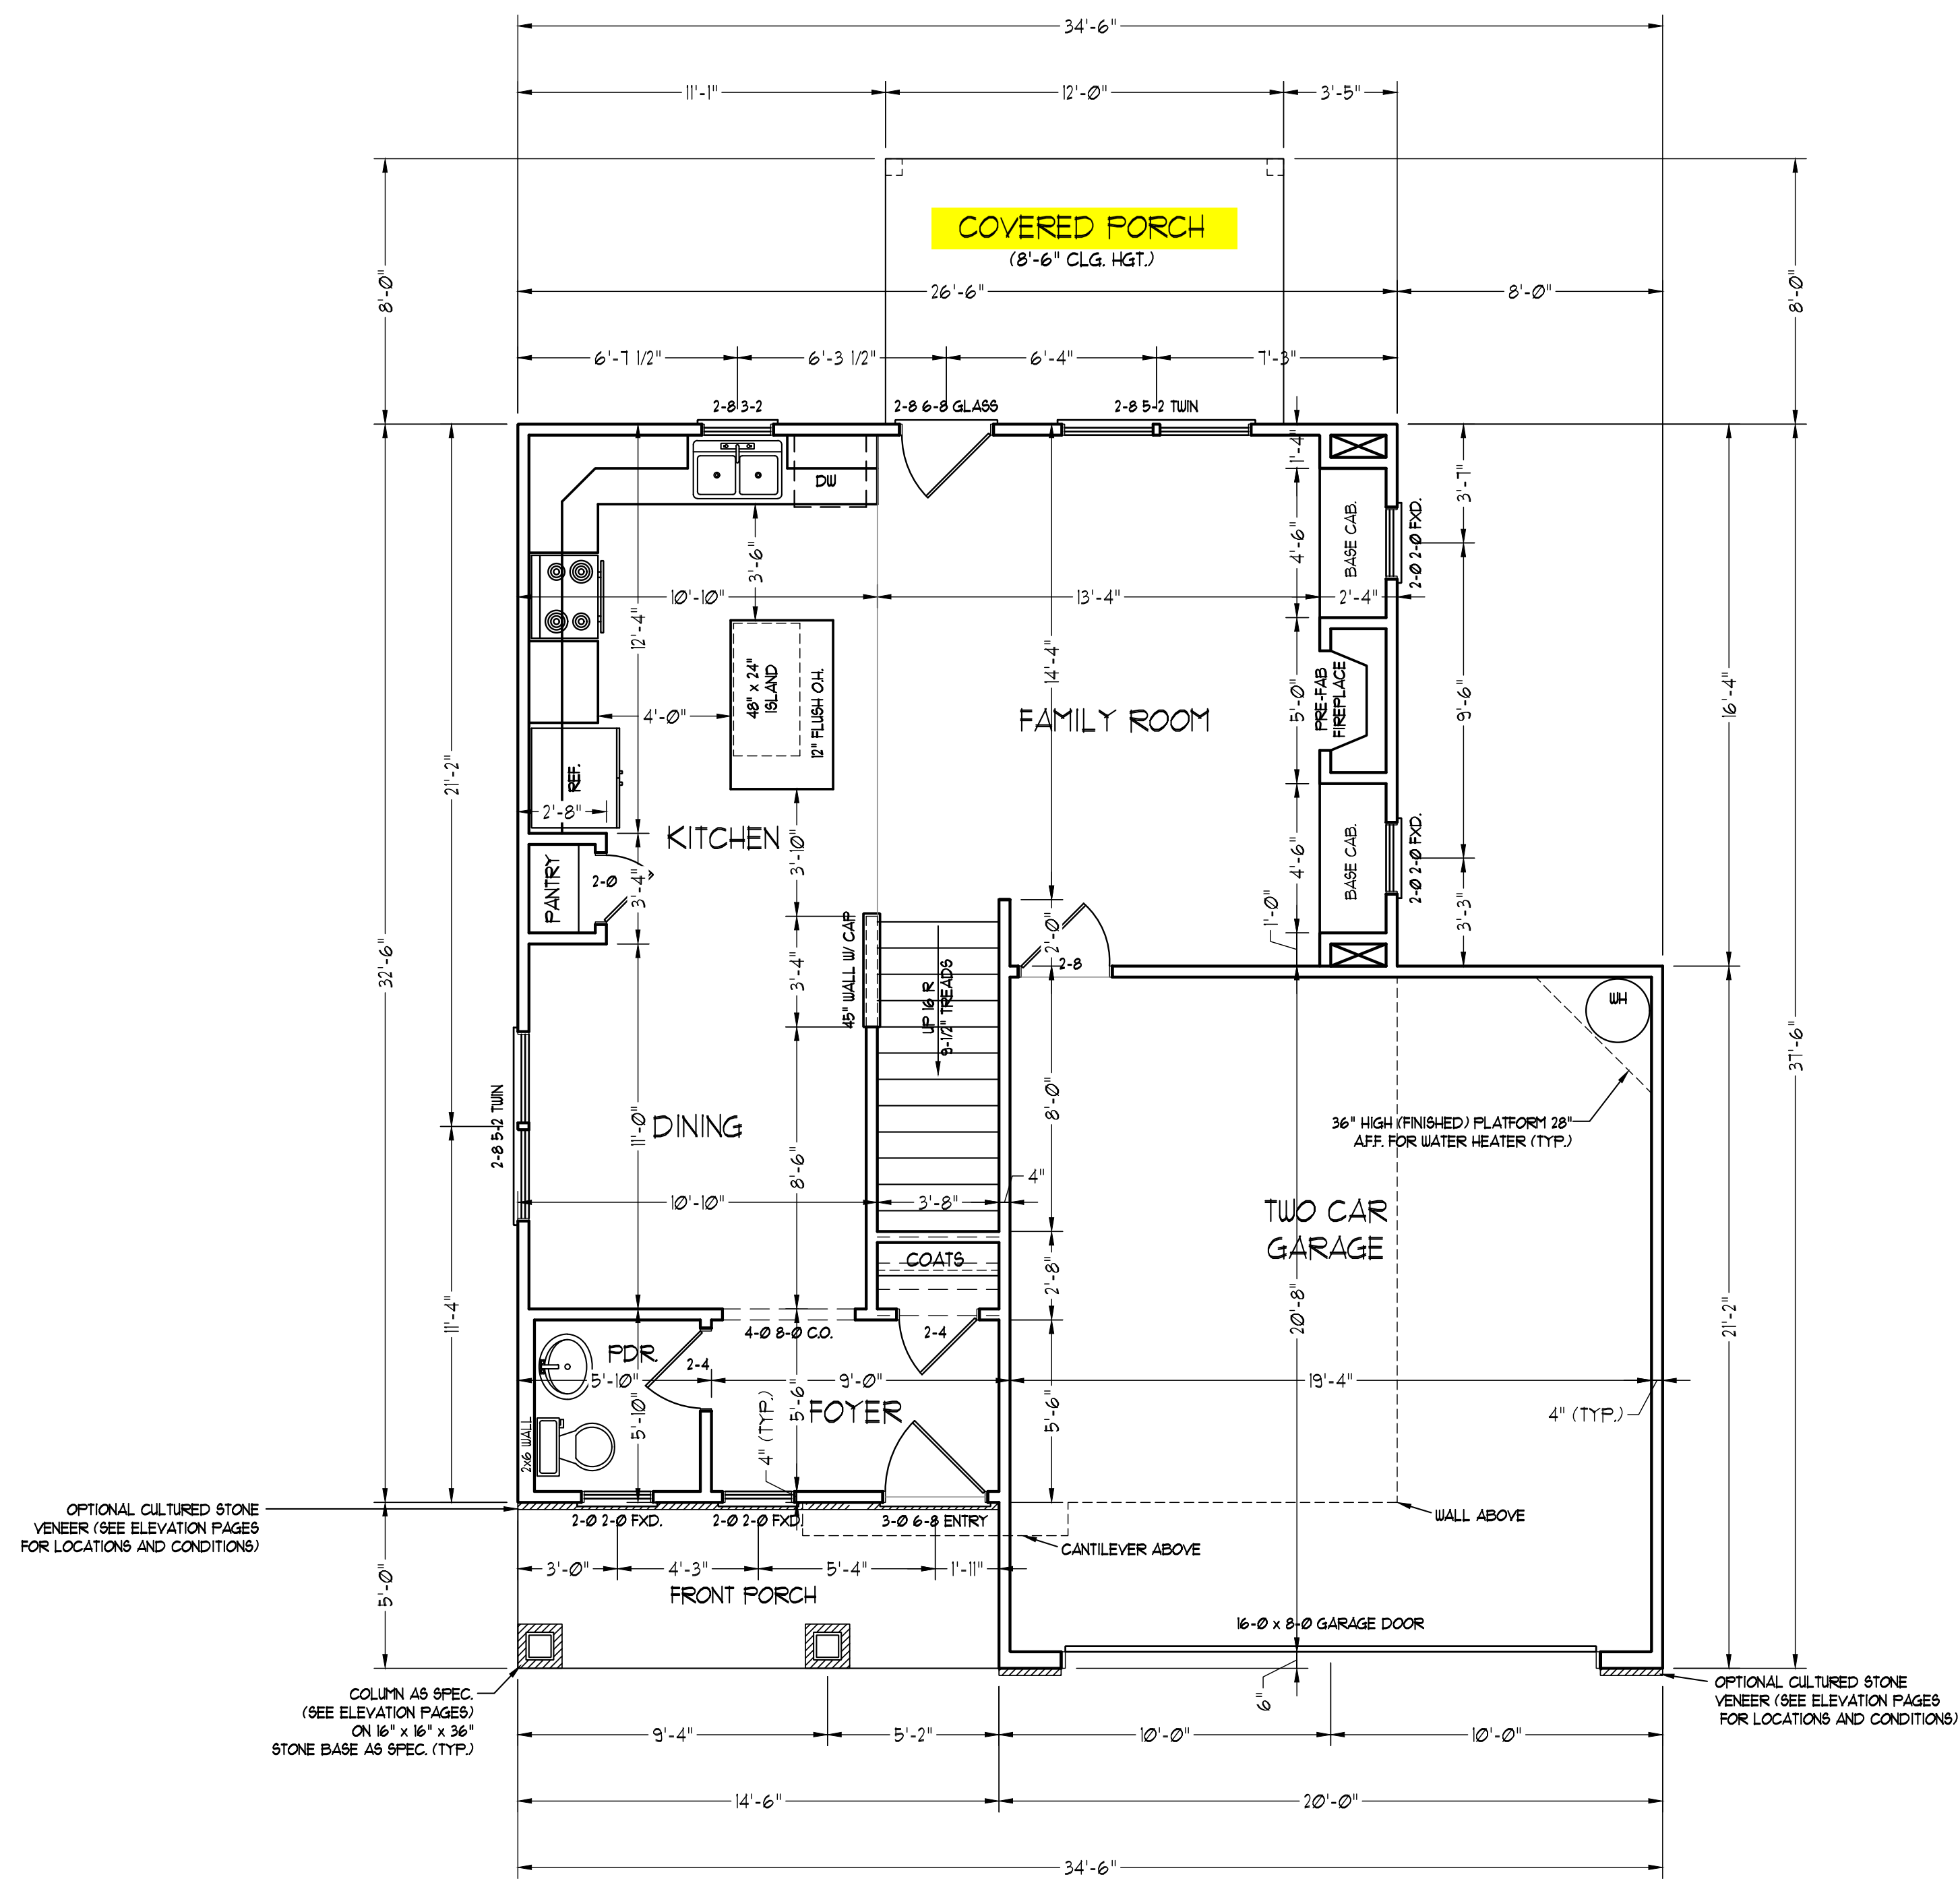 34'-6"
11'-1"
12'-0"
3'-5"
COVERED PORCH
(8'-6" CLG. HGT.)
8'-0"
8'-0"
26'-6"
8'-0"
6'-7 1/2"
6'-3 1/2"
6'-4"
7'-3"
2-8 3-2
2-8 6-8 GLASS
2-8 5-2 TWIN
1'-4"
3'-7"
DW
3'-6"
4'-6"
BASE CAB.
2-0 2-0 FXD.
10'-10"
13'-4"
2'-4"
12'-4"
14'-4"
48" x 24"
ISLAND
12" FLUSH O.H.
4'-0"
FAMILY ROOM
5'-0"
PRE-FAB
FIREPLACE
9'-6"
16'-4"
21'-2"
REF.
2'-8"
KITCHEN
3'-10"
4'-6"
BASE CAB.
2-0 2-0 FXD.
PANTRY
2-0
3'-4"
1'-0"
3'-3"
32'-6"
45" WALL W/ CAP
3'-4"
2'-0"
2-8
UP 16 R
9-1/2" TREADS
WH
37'-6"
2-8 5-2 TWIN
DINING
11'-0"
8'-0"
36" HIGH (FINISHED) PLATFORM 28"
A.F.F. FOR WATER HEATER (TYP.)
8'-6"
4"
10'-10"
3'-8"
TWO CAR
GARAGE
COATS
2'-8"
20'-8"
11'-4"
21'-2"
4-0 8-0 C.O.
2-4
PDR.
2-4
5'-10"
9'-0"
19'-4"
5'-10"
4" (TYP.)
5'-6"
FOYER
5'-6"
4" (TYP.)
2x6 WALL
OPTIONAL CULTURED STONE
VENEER (SEE ELEVATION PAGES
FOR LOCATIONS AND CONDITIONS)
2-0 2-0 FXD.
2-0 2-0 FXD.
3-0 6-8 ENTRY
WALL ABOVE
CANTILEVER ABOVE
5'-0"
3'-0"
4'-3"
5'-4"
1'-11"
FRONT PORCH
16-0 x 8-0 GARAGE DOOR
6"
COLUMN AS SPEC.
(SEE ELEVATION PAGES)
ON 16" x 16" x 36"
STONE BASE AS SPEC. (TYP.)
OPTIONAL CULTURED STONE
VENEER (SEE ELEVATION PAGES
FOR LOCATIONS AND CONDITIONS)
9'-4"
5'-2"
10'-0"
10'-0"
14'-6"
20'-0"
34'-6"